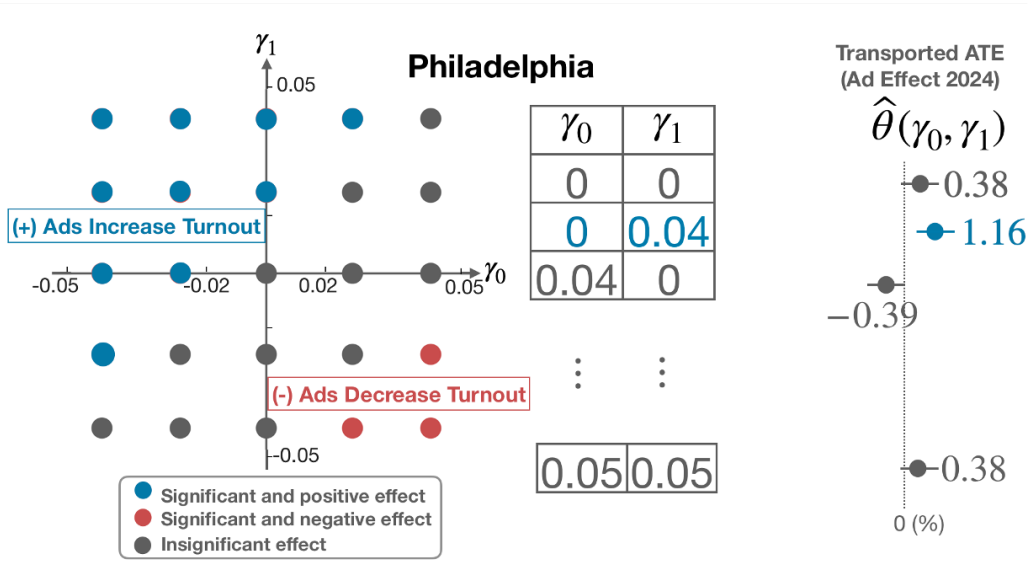 γ₁
0.05
Philadelphia
Transported ATE
(Ad Effect 2024)
θ̂(γ₀, γ₁)
γ₀ γ₁
0 0
0.38
(+) Ads Increase Turnout
0 0.04
1.16
-0.05 -0.02 0.02 0.05 γ₀
0.04 0
−0.39
⋮ ⋮
(-) Ads Decrease Turnout
-0.05
0.05 0.05
0.38
Significant and positive effect
Significant and negative effect
Insignificant effect
0 (%)